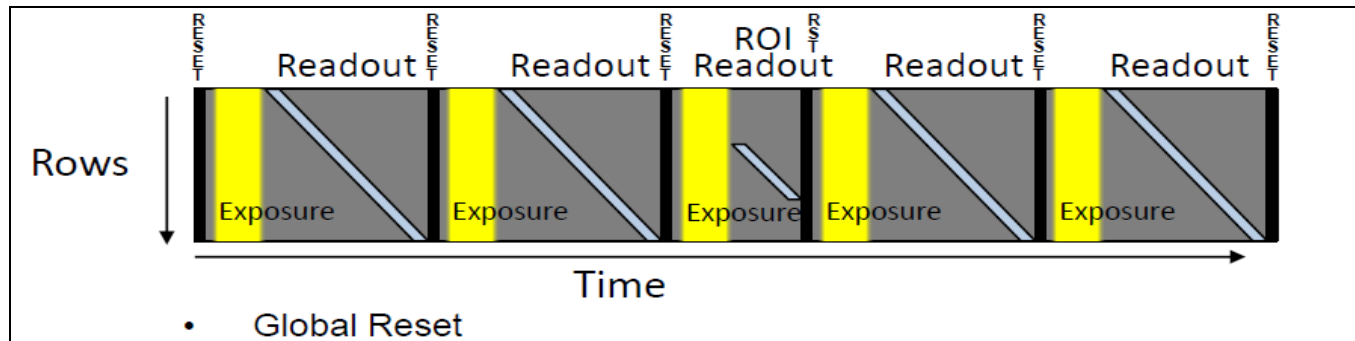 RESET RESET RESET ROI RST RESET RESET
Readout Readout Readout Readout Readout
Rows
Exposure Exposure Exposure Exposure Exposure
Time
• Global Reset